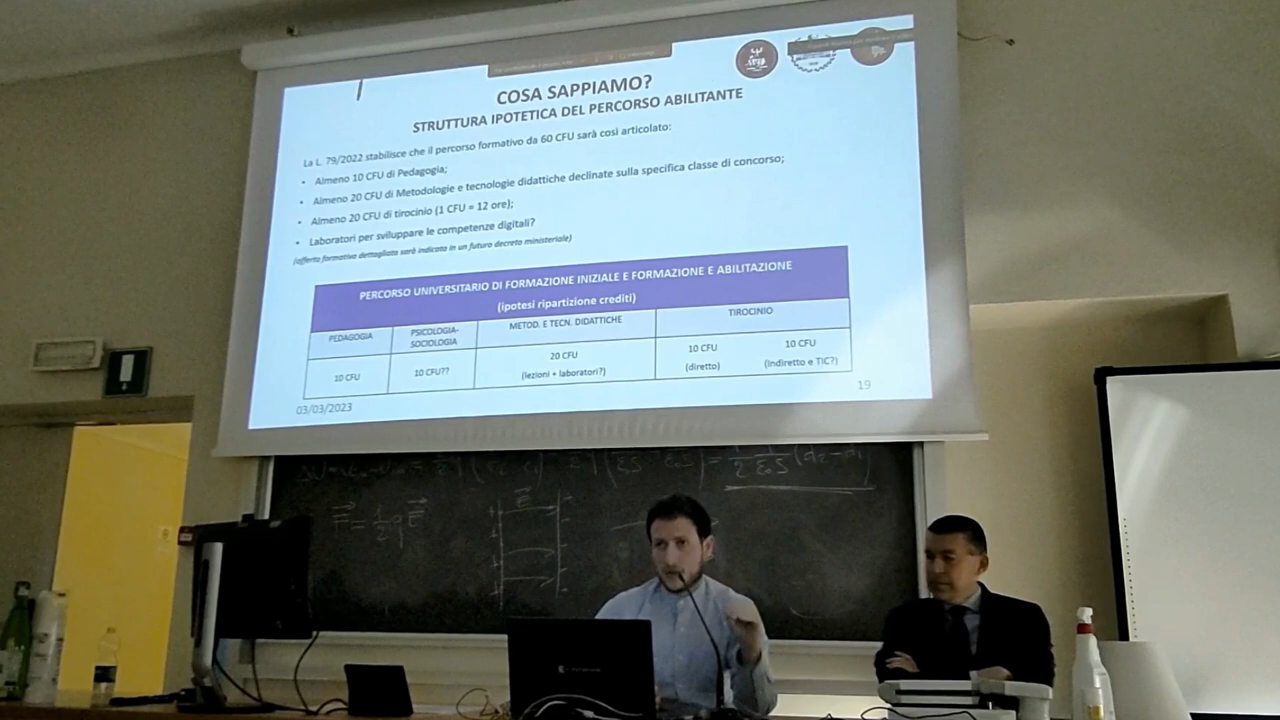 COSA SAPPIAMO?
STRUTTURA IPOTETICA DEL PERCORSO ABILITANTE
La L. 79/2022 stabilisce che il percorso formativo da 60 CFU sarà così articolato:
• Almeno 10 CFU di Pedagogia;
• Almeno 20 CFU di Metodologie e tecnologie didattiche declinate sulla specifica classe di concorso;
• Almeno 20 CFU di tirocinio (1 CFU = 12 ore);
• Laboratori per sviluppare le competenze digitali?
(offerta formativa dettagliata sarà indicata in un futuro decreto ministeriale)
PERCORSO UNIVERSITARIO DI FORMAZIONE INIZIALE E FORMAZIONE E ABILITAZIONE
(ipotesi ripartizione crediti)
PEDAGOGIA
PSICOLOGIA-
SOCIOLOGIA
METOD. E TECN. DIDATTICHE
TIROCINIO
10 CFU
10 CFU??
20 CFU
(lezioni + laboratori?)
10 CFU
(diretto)
10 CFU
(indiretto e TIC?)
03/03/2023
19
F = 1/2 q E
E